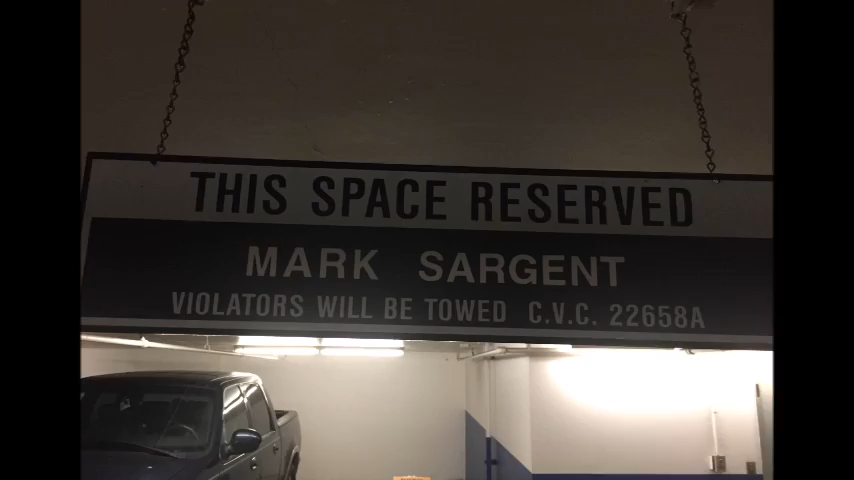 THIS SPACE RESERVED
MARK SARGENT
VIOLATORS WILL BE TOWED C.V.C. 22658A